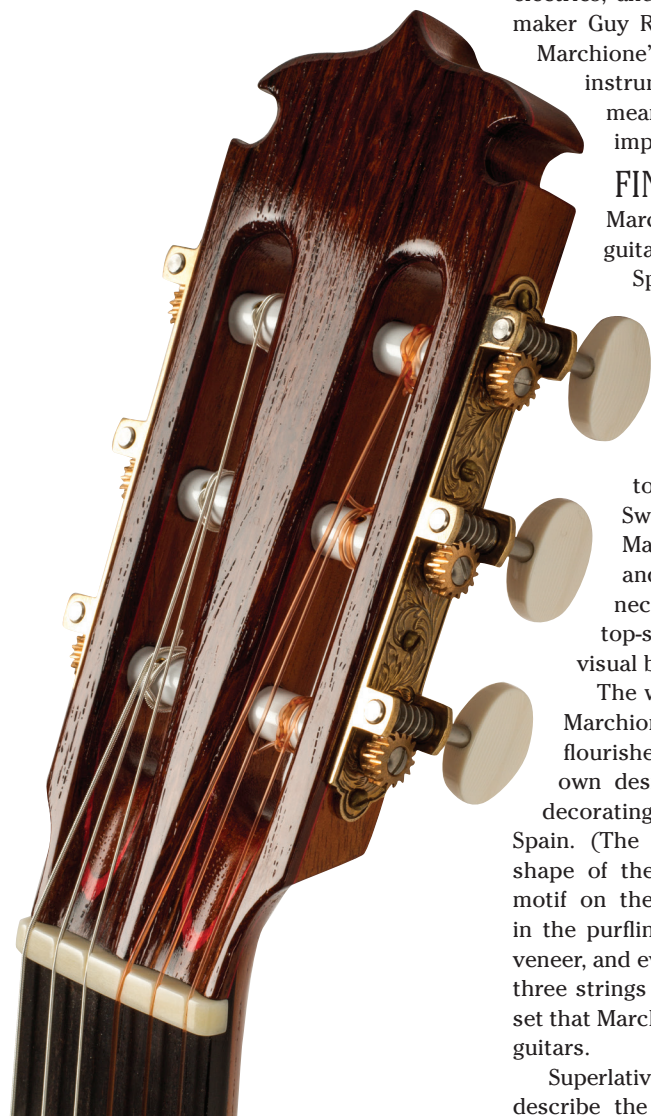 electrics, and
maker Guy R
Marchione'
instrum
mean
imp
FIN
Marc
guita
Sp
to
Sw
Ma
and
nec
top-s
visual b
The w
Marchion
flourishe
own des
decorating
Spain. (The
shape of the
motif on the
in the purflin
veneer, and ev
three strings
set that March
guitars.
Superlativ
describe the